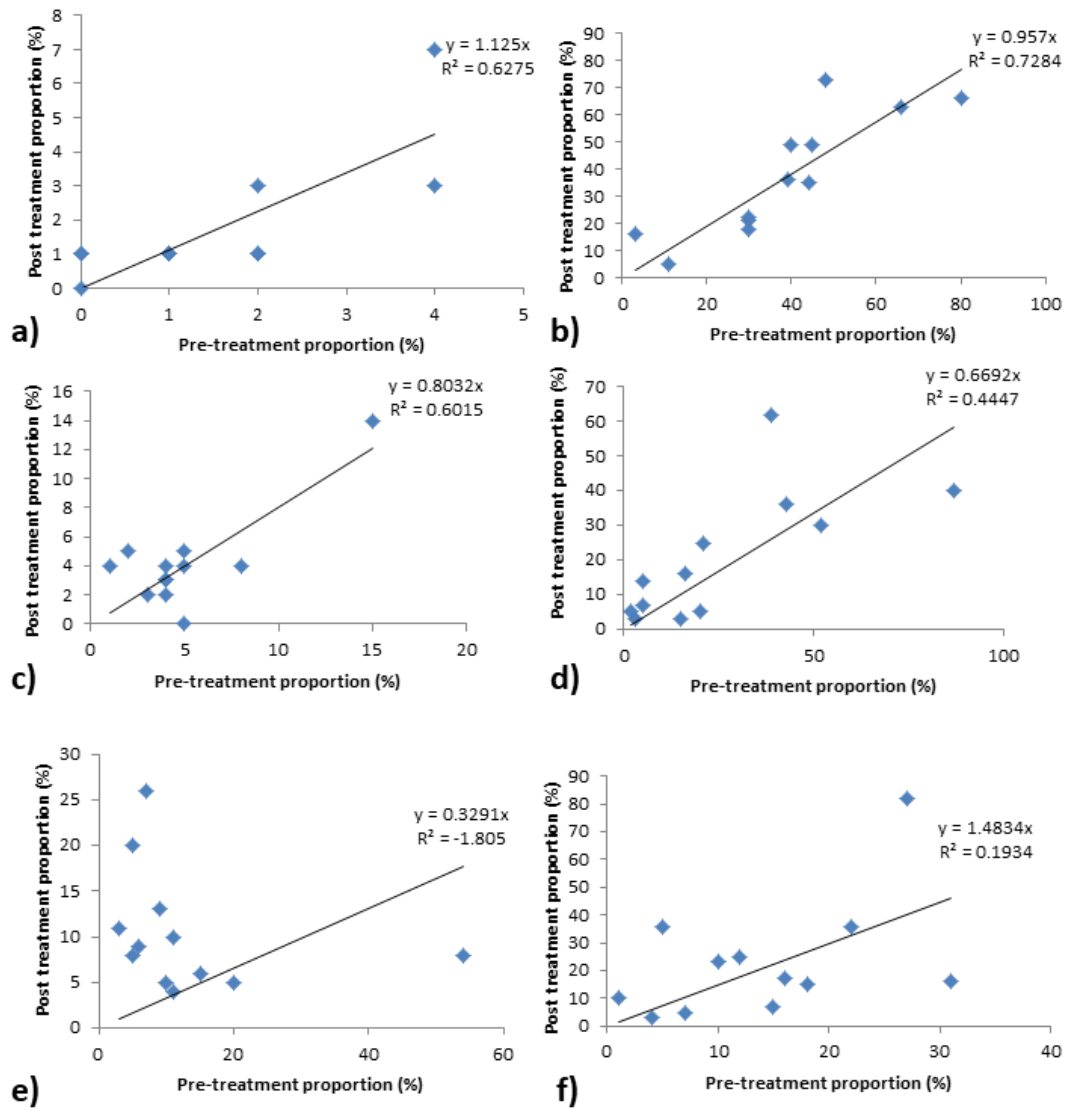 8
7
6
5
4
3
2
1
0
0 1 2 3 4 5
Post treatment proportion (%)
Pre-treatment proportion (%)
y = 1.125x
R² = 0.6275
a)
90
80
70
60
50
40
30
20
10
0
0 20 40 60 80 100
Post treatment proportion (%)
Pre-treatment proportion (%)
y = 0.957x
R² = 0.7284
b)
16
14
12
10
8
6
4
2
0
0 5 10 15 20
Post treatment proportion (%)
Pre-treatment proportion (%)
y = 0.8032x
R² = 0.6015
c)
70
60
50
40
30
20
10
0
0 50 100
Post treatment proportion (%)
Pre-treatment proportion (%)
y = 0.6692x
R² = 0.4447
d)
30
25
20
15
10
5
0
0 20 40 60
Post treatment proportion (%)
Pre-treatment proportion (%)
y = 0.3291x
R² = -1.805
e)
90
80
70
60
50
40
30
20
10
0
0 10 20 30 40
Post treatment proportion (%)
Pre-treatment proportion (%)
y = 1.4834x
R² = 0.1934
f)